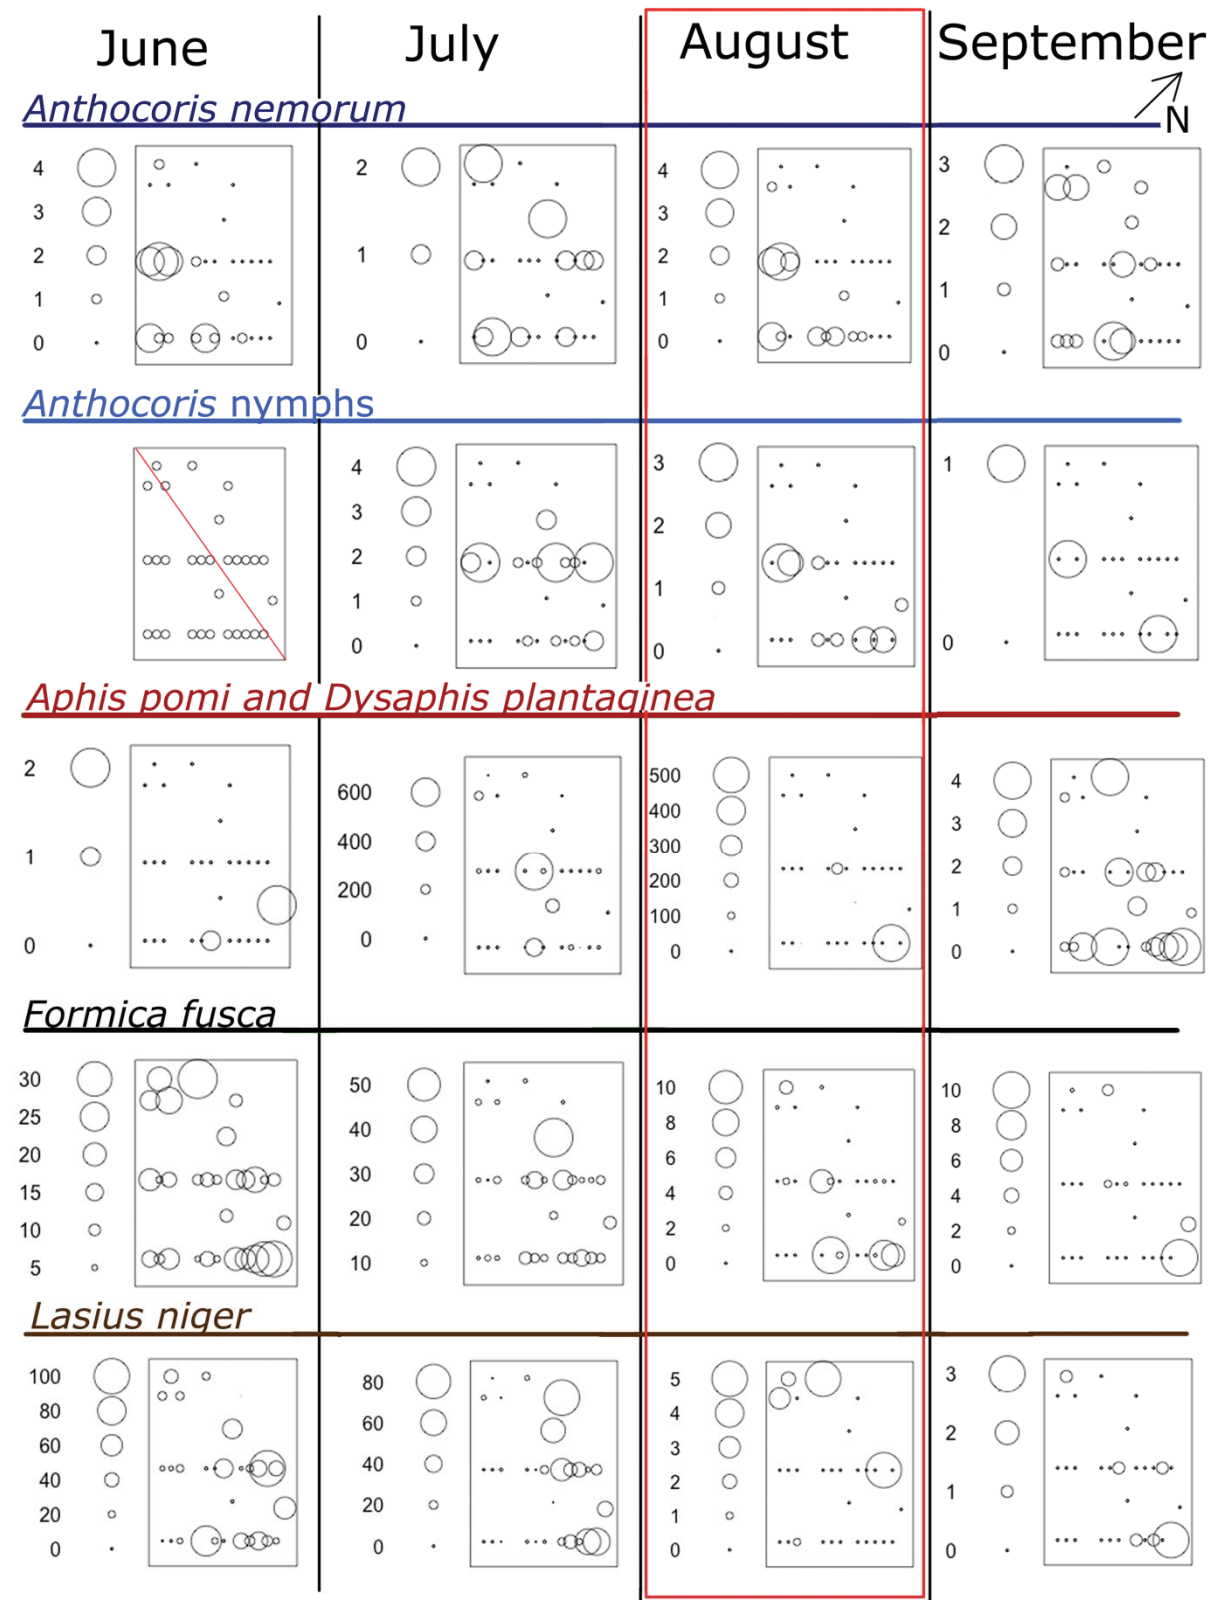 June July August September
N
Anthocoris nemorum
4 2 4 3
3 3 2
2 1 2
1 1 1
0 0 0 0
Anthocoris nymphs
4 3 1
3 2
2
1 1
0 0 0
Aphis pomi and Dysaphis plantaginea
2 600 500 4
400 400 3
1 300 2
200 200 1
100
0 0 0 0
Formica fusca
30 50 10 10
25 40 8 8
20 30 6 6
15 4 4
10 20 2 2
5 10 0 0
Lasius niger
100 80 5 3
80 60 4 2
60 3
40 40 2 1
20 20 1
0 0 0 0